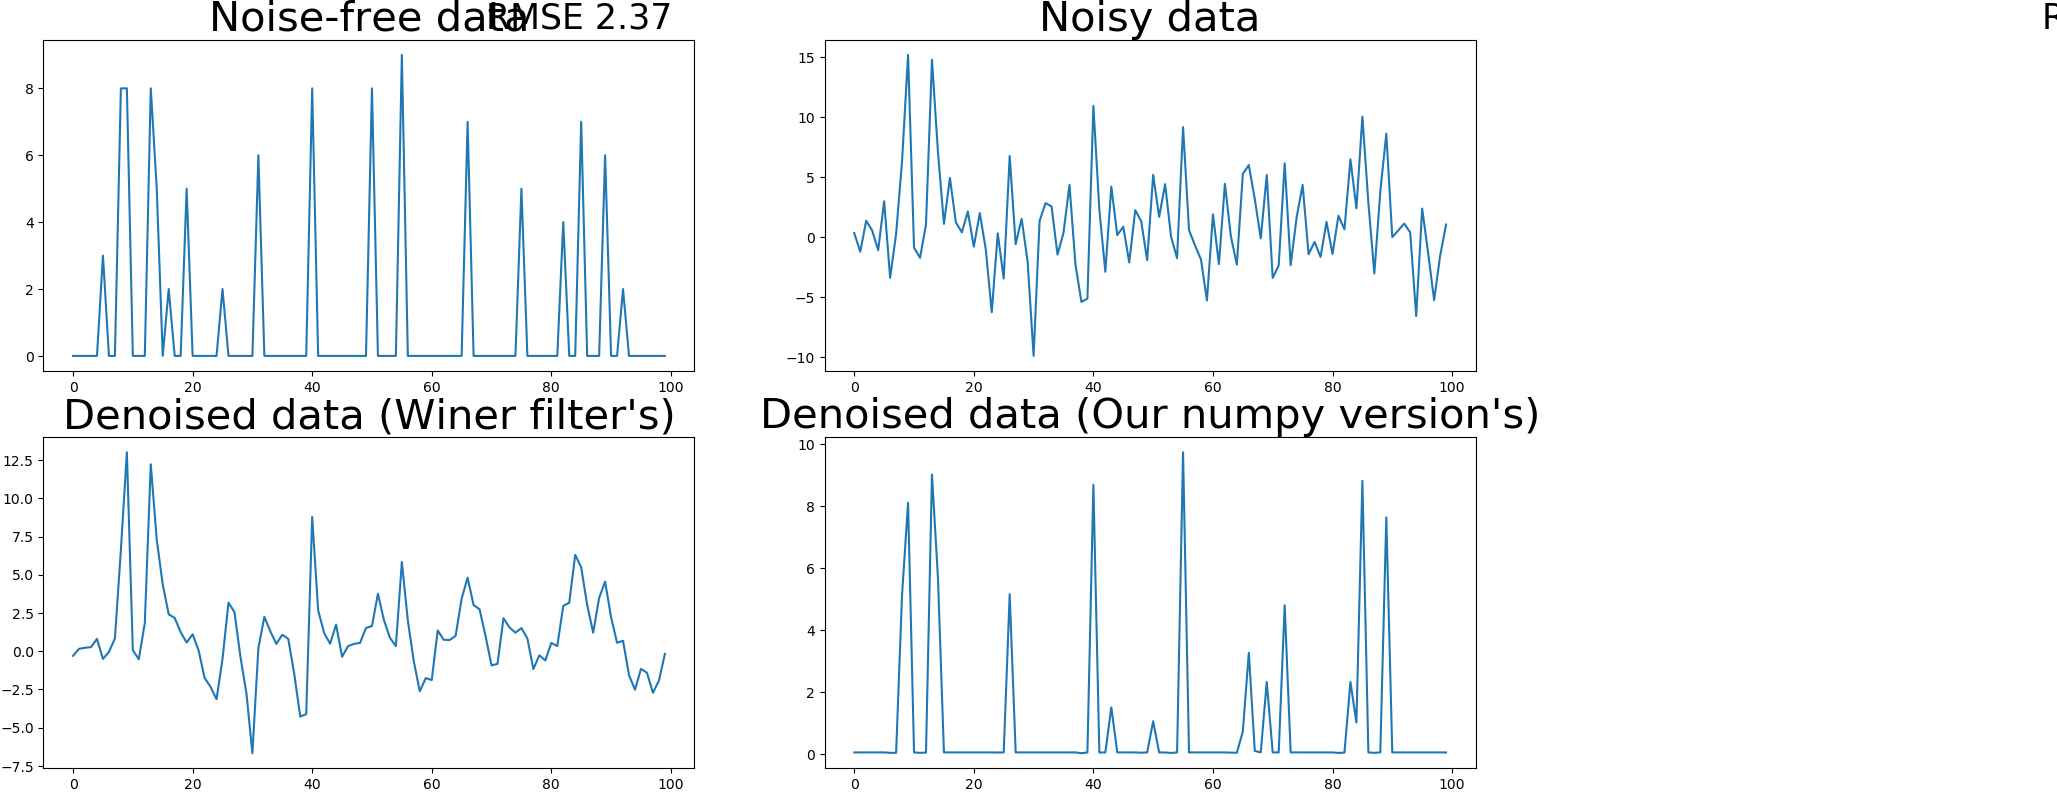 Noise-free data
RMSE 2.37
Noisy data
R
8
6
4
2
0
0 20 40 60 80 100
15
10
5
0
−5
−10
0 20 40 60 80 100
Denoised data (Winer filter's)
Denoised data (Our numpy version's)
12.5
10.0
7.5
5.0
2.5
0.0
−2.5
−5.0
−7.5
0 20 40 60 80 100
10
8
6
4
2
0
0 20 40 60 80 100